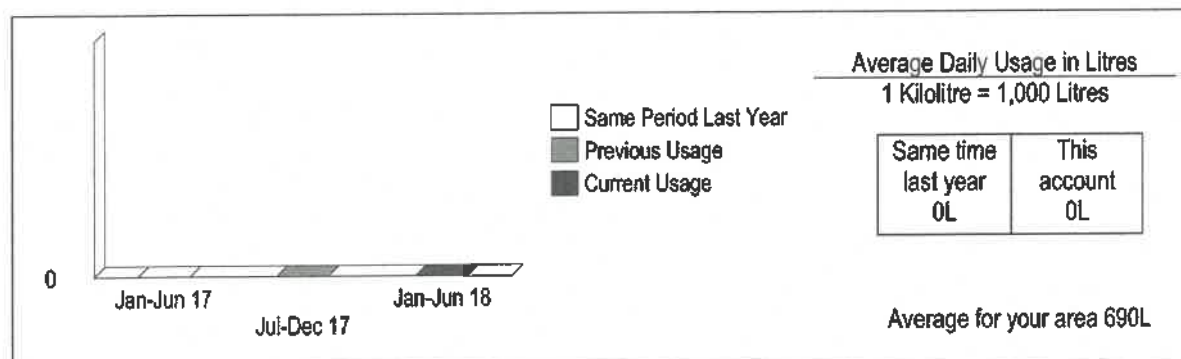 Average Daily Usage in Litres
1 Kilolitre = 1,000 Litres
Same Period Last Year
Previous Usage
Current Usage
Same time last year 0L
This account 0L
0
Jan-Jun 17
Jul-Dec 17
Jan-Jun 18
Average for your area 690L